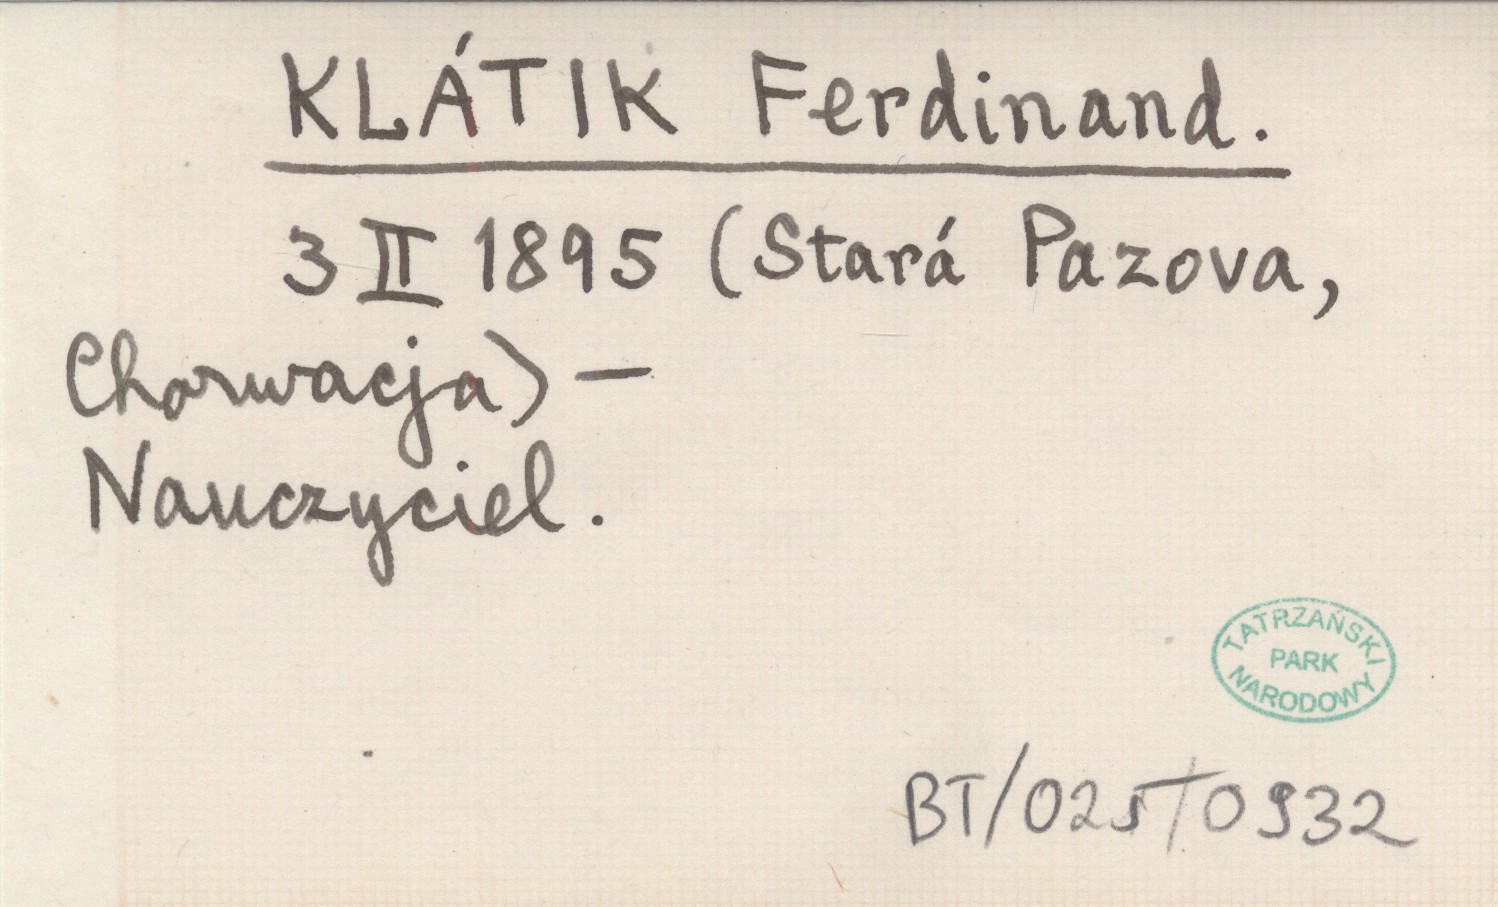 KLÁTIK Ferdinand.
3 II 1895 (Stará Pazova,
Chorwacja) —
Nauczyciel.
TATRZAŃSKI
PARK
NARODOWY
BT/025/0932